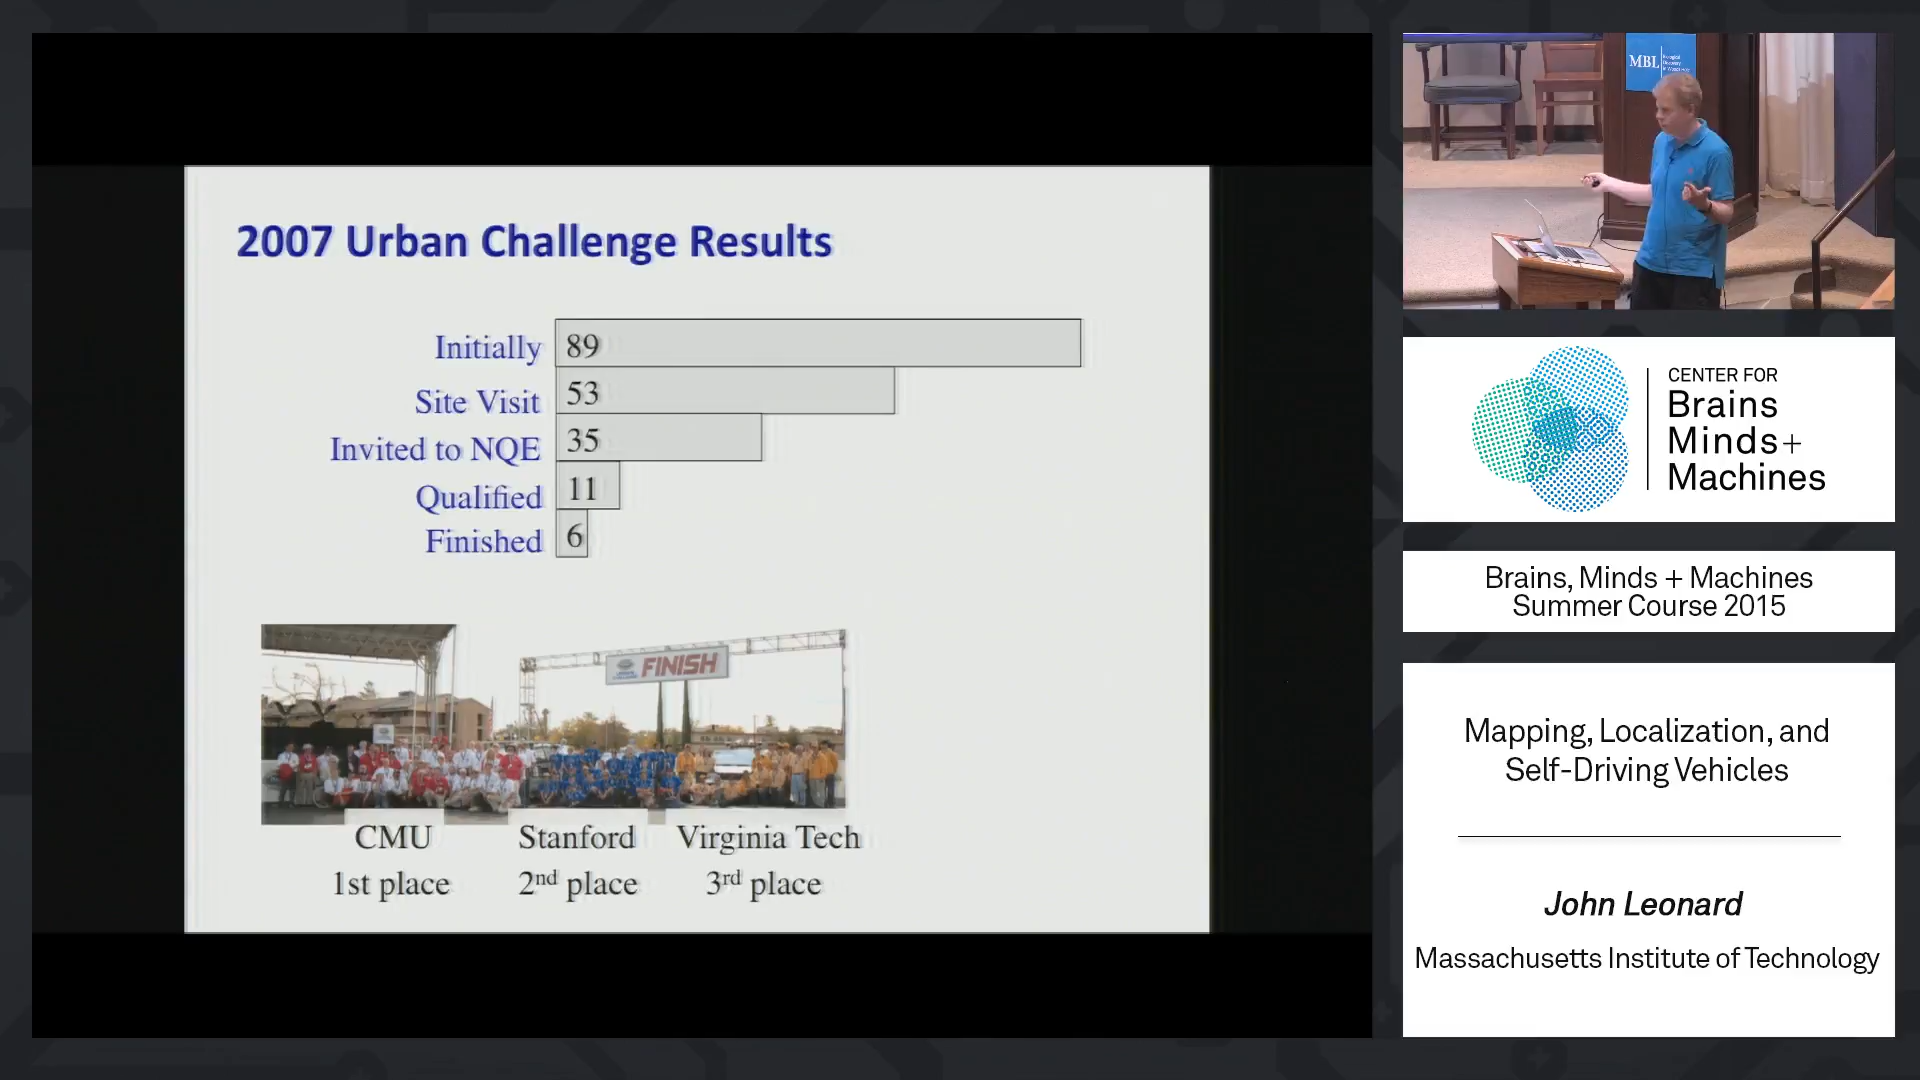 2007 Urban Challenge Results
Initially 89
Site Visit 53
Invited to NQE 35
Qualified 11
Finished 6
FINISH
CMU Stanford Virginia Tech
1st place 2nd place 3rd place
MBL
CENTER FOR
Brains
Minds+
Machines
Brains, Minds + Machines
Summer Course 2015
Mapping, Localization, and
Self-Driving Vehicles
John Leonard
Massachusetts Institute of Technology